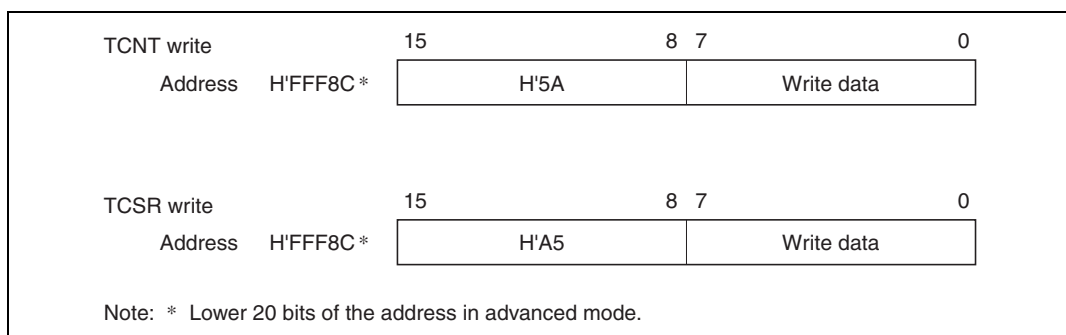 TCNT write 15 8 7 0
Address H'FFF8C * H'5A Write data
TCSR write 15 8 7 0
Address H'FFF8C * H'A5 Write data
Note: * Lower 20 bits of the address in advanced mode.